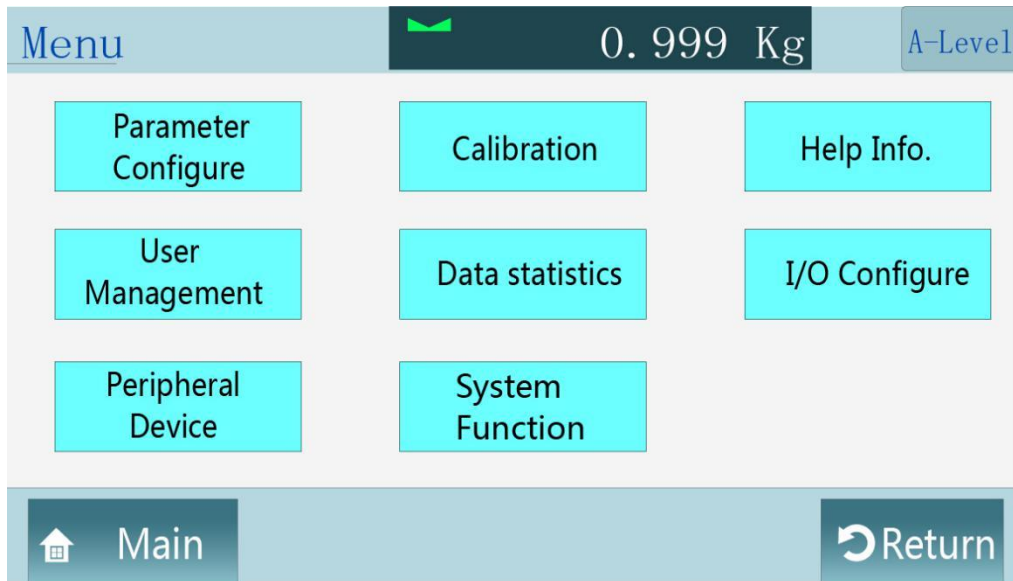 Menu
0.999 Kg
A-Level
Parameter
Configure
Calibration
Help Info.
User
Management
Data statistics
I/O Configure
Peripheral
Device
System
Function
Main
Return